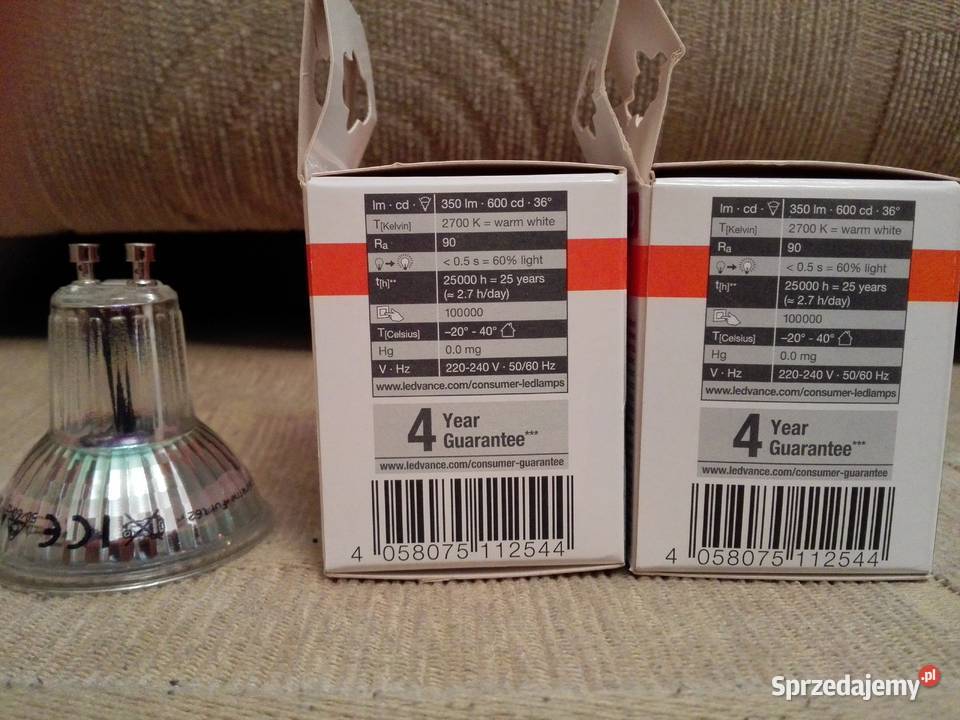 lm · cd · 350 lm · 600 cd · 36°
T[Kelvin] 2700 K = warm white
Ra 90
< 0.5 s = 60% light
t[h]** 25000 h = 25 years
(≈ 2.7 h/day)
100000
T[Celsius] –20° - 40°
Hg 0.0 mg
V · Hz 220-240 V · 50/60 Hz
www.ledvance.com/consumer-ledlamps
4 Year
Guarantee***
www.ledvance.com/consumer-guarantee
4 058075 112544
lm · cd · 350 lm · 600 cd · 36°
T[Kelvin] 2700 K = warm white
Ra 90
< 0.5 s = 60% light
t[h]** 25000 h = 25 years
(≈ 2.7 h/day)
100000
T[Celsius] –20° - 40°
Hg 0.0 mg
V · Hz 220-240 V · 50/60 Hz
www.ledvance.com/consumer-ledlamps
4 Year
Guarantee***
www.ledvance.com/consumer-guarantee
4 058075 112544
CE
Sprzedajemy.pl